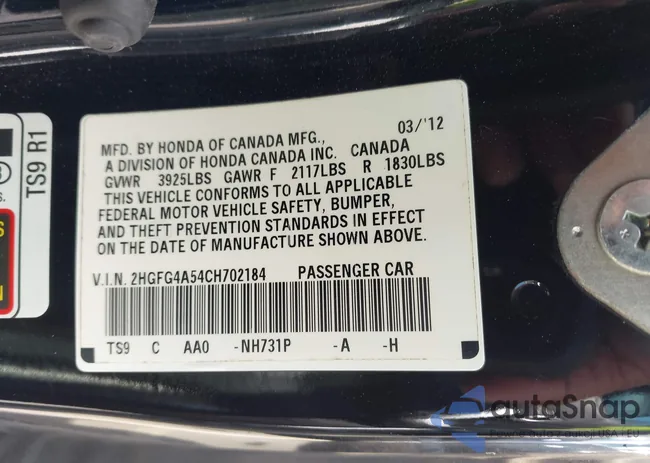 MFD. BY HONDA OF CANADA MFG., 03/'12
A DIVISION OF HONDA CANADA INC. CANADA
GVWR 3925LBS GAWR F 2117LBS R 1830LBS
THIS VEHICLE CONFORMS TO ALL APPLICABLE
FEDERAL MOTOR VEHICLE SAFETY, BUMPER,
AND THEFT PREVENTION STANDARDS IN EFFECT
ON THE DATE OF MANUFACTURE SHOWN ABOVE.
V.I.N. 2HGFG4A54CH702184 PASSENGER CAR
TS9 C AA0 -NH731P -A -H
TS9 R1
autoSnap